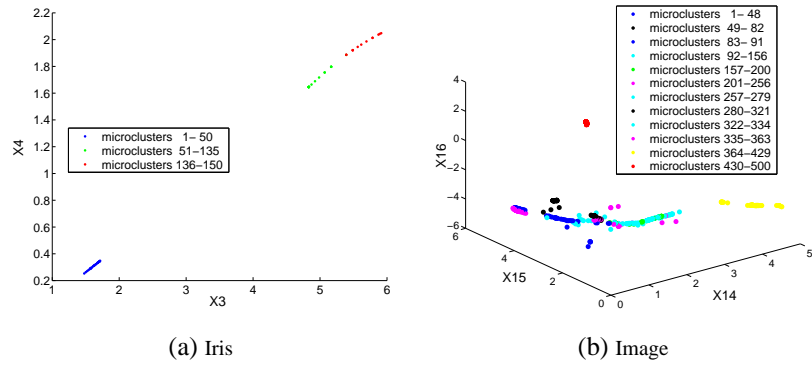 2.2
2
1.8
1.6
1.4
1.2
1
0.8
0.6
0.4
0.2
X4
microclusters 1− 50
microclusters 51−135
microclusters 136−150
1 2 3 4 5 6
X3
(a) Iris
4
2
0
−2
−4
−6
X16
microclusters 1− 48
microclusters 49− 82
microclusters 83− 91
microclusters 92−156
microclusters 157−200
microclusters 201−256
microclusters 257−279
microclusters 280−321
microclusters 322−334
microclusters 335−363
microclusters 364−429
microclusters 430−500
6 4 2 0
X15
0 1 2 3 4 5
X14
(b) Image